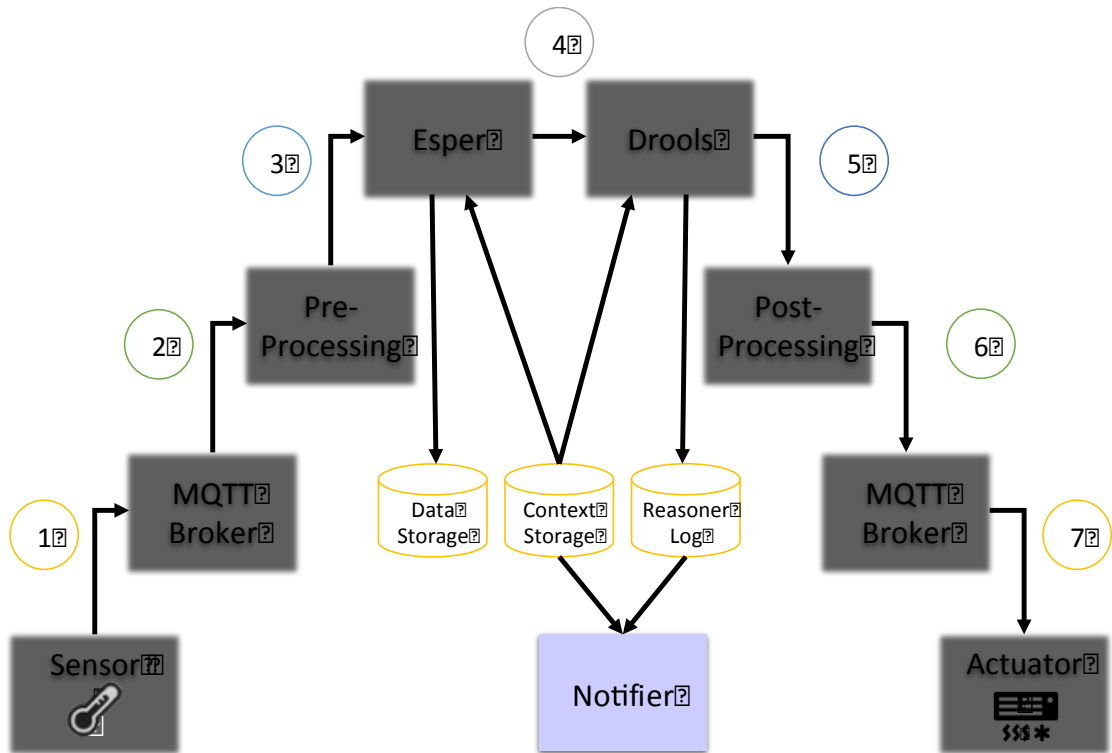 4
Esper
Drools
3
5
Pre-
Processing
Post-
Processing
2
6
MQTT
Broker
Data
Storage
Context
Storage
Reasoner
Log
MQTT
Broker
1
7
Sensor
Notifier
Actuator